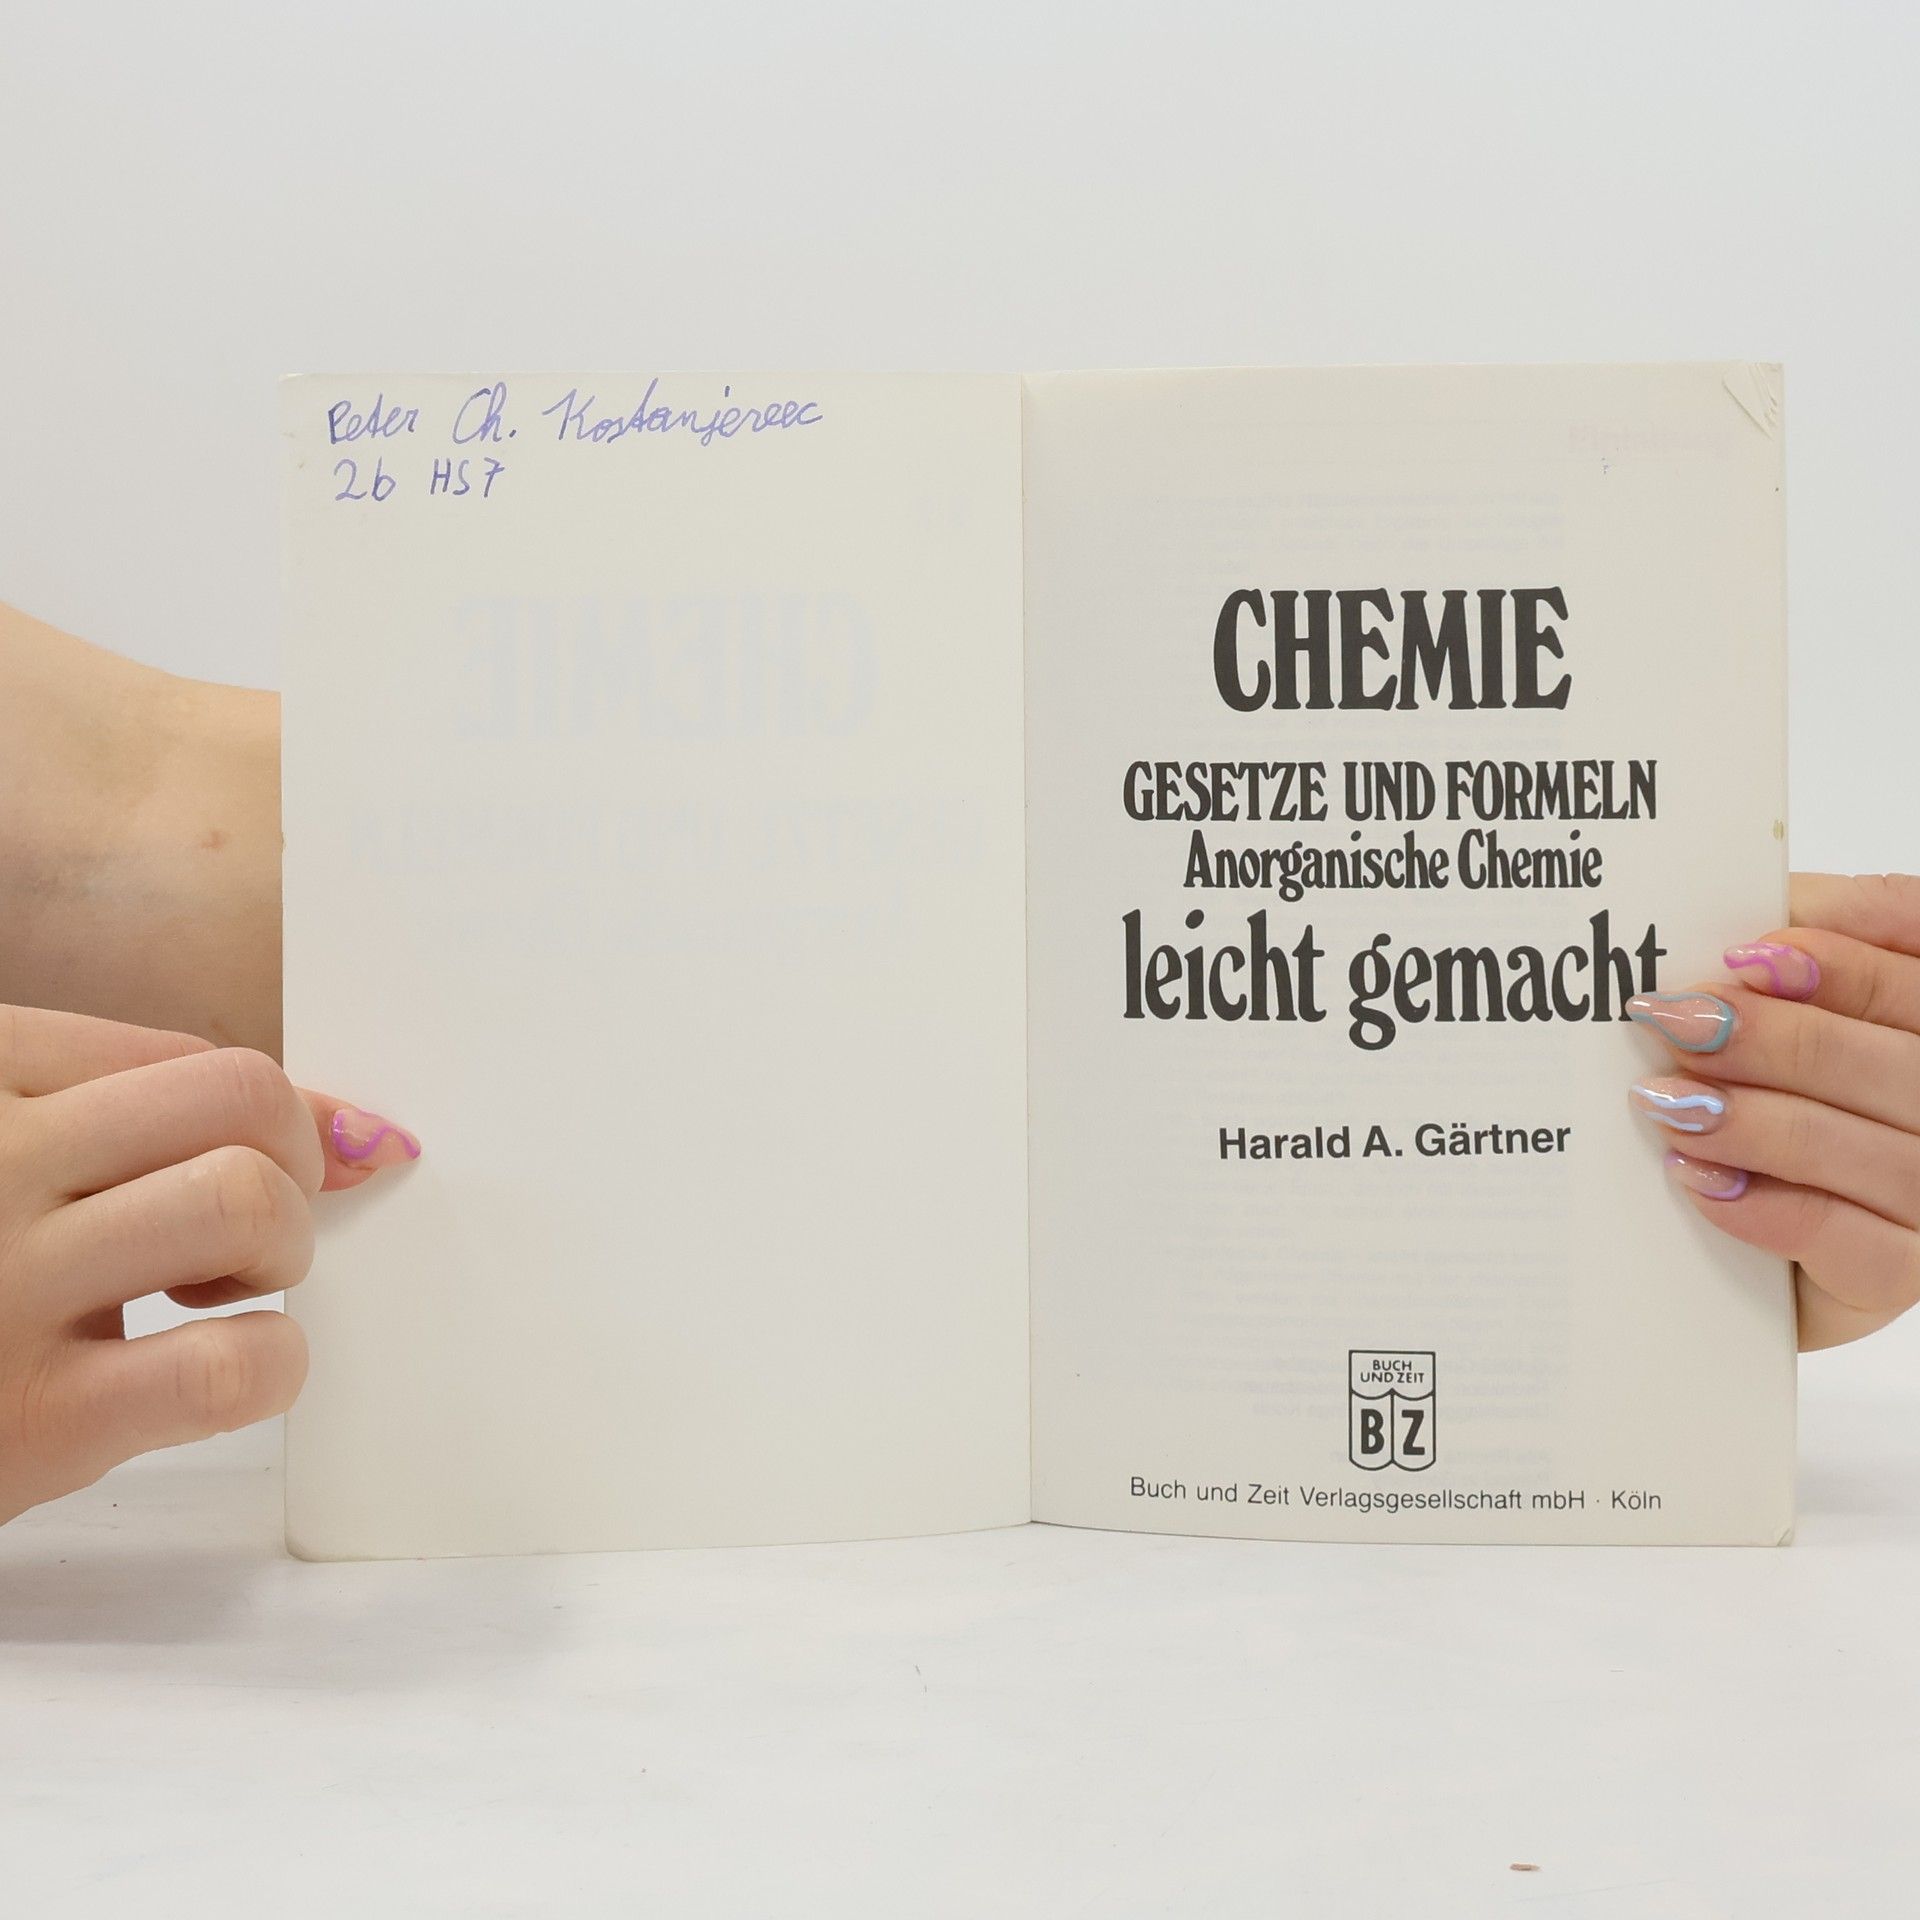 Peter Ch. Kostanjevec
2b HS7
CHEMIE
GESETZE UND FORMELN
Anorganische Chemie
leicht gemacht
Harald A. Gärtner
BUCH
UND ZEIT
B Z
Buch und Zeit Verlagsgesellschaft mbH · Köln